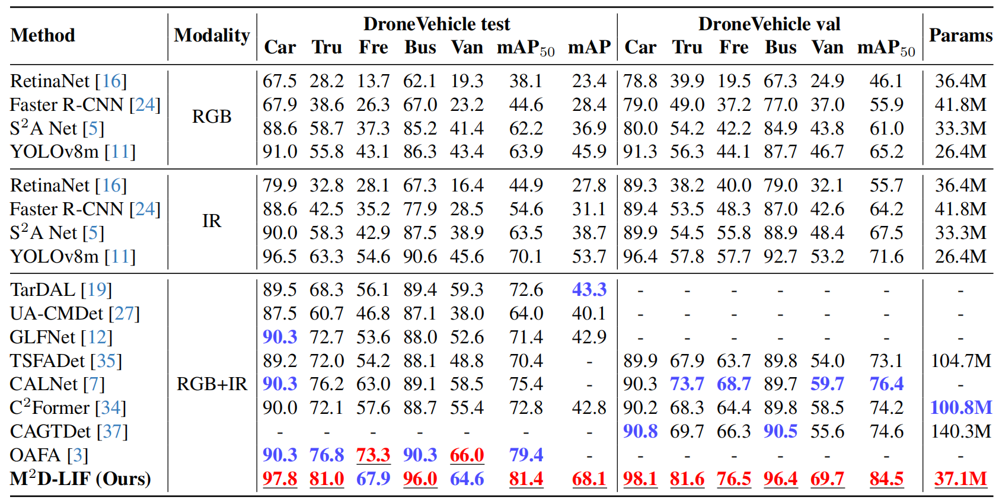 Method Modality DroneVehicle test DroneVehicle val Params
Car Tru Fre Bus Van mAP₅₀ mAP Car Tru Fre Bus Van mAP₅₀
RetinaNet [16] RGB 67.5 28.2 13.7 62.1 19.3 38.1 23.4 78.8 39.9 19.5 67.3 24.9 46.1 36.4M
Faster R-CNN [24] 67.9 38.6 26.3 67.0 23.2 44.6 28.4 79.0 49.0 37.2 77.0 37.0 55.9 41.8M
S²A Net [5] 88.6 58.7 37.3 85.2 41.4 62.2 36.9 80.0 54.2 42.2 84.9 43.8 61.0 33.3M
YOLOv8m [11] 91.0 55.8 43.1 86.3 43.4 63.9 45.9 91.3 56.3 44.1 87.7 46.7 65.2 26.4M
RetinaNet [16] IR 79.9 32.8 28.1 67.3 16.4 44.9 27.8 89.3 38.2 40.0 79.0 32.1 55.7 36.4M
Faster R-CNN [24] 88.6 42.5 35.2 77.9 28.5 54.6 31.1 89.4 53.5 48.3 87.0 42.6 64.2 41.8M
S²A Net [5] 90.0 58.3 42.9 87.5 38.9 63.5 38.7 89.9 54.5 55.8 88.9 48.4 67.5 33.3M
YOLOv8m [11] 96.5 63.3 54.6 90.6 45.6 70.1 53.7 96.4 57.8 57.7 92.7 53.2 71.6 26.4M
TarDAL [19] 89.5 68.3 56.1 89.4 59.3 72.6 43.3 - - - - - - -
UA-CMDet [27] 87.5 60.7 46.8 87.1 38.0 64.0 40.1 - - - - - - -
GLFNet [12] 90.3 72.7 53.6 88.0 52.6 71.4 42.9 - - - - - - -
TSFADet [35] 89.2 72.0 54.2 88.1 48.8 70.4 - 89.9 67.9 63.7 89.8 54.0 73.1 104.7M
CALNet [7] RGB+IR 90.3 76.2 63.0 89.1 58.5 75.4 - 90.3 73.7 68.7 89.7 59.7 76.4 -
C²Former [34] 90.0 72.1 57.6 88.7 55.4 72.8 42.8 90.2 68.3 64.4 89.8 58.5 74.2 100.8M
CAGTDet [37] - - - - - - - 90.8 69.7 66.3 90.5 55.6 74.6 140.3M
OAFA [3] 90.3 76.8 73.3 90.3 66.0 79.4 - - - - - - - -
M²D-LIF (Ours) 97.8 81.0 67.9 96.0 64.6 81.4 68.1 98.1 81.6 76.5 96.4 69.7 84.5 37.1M